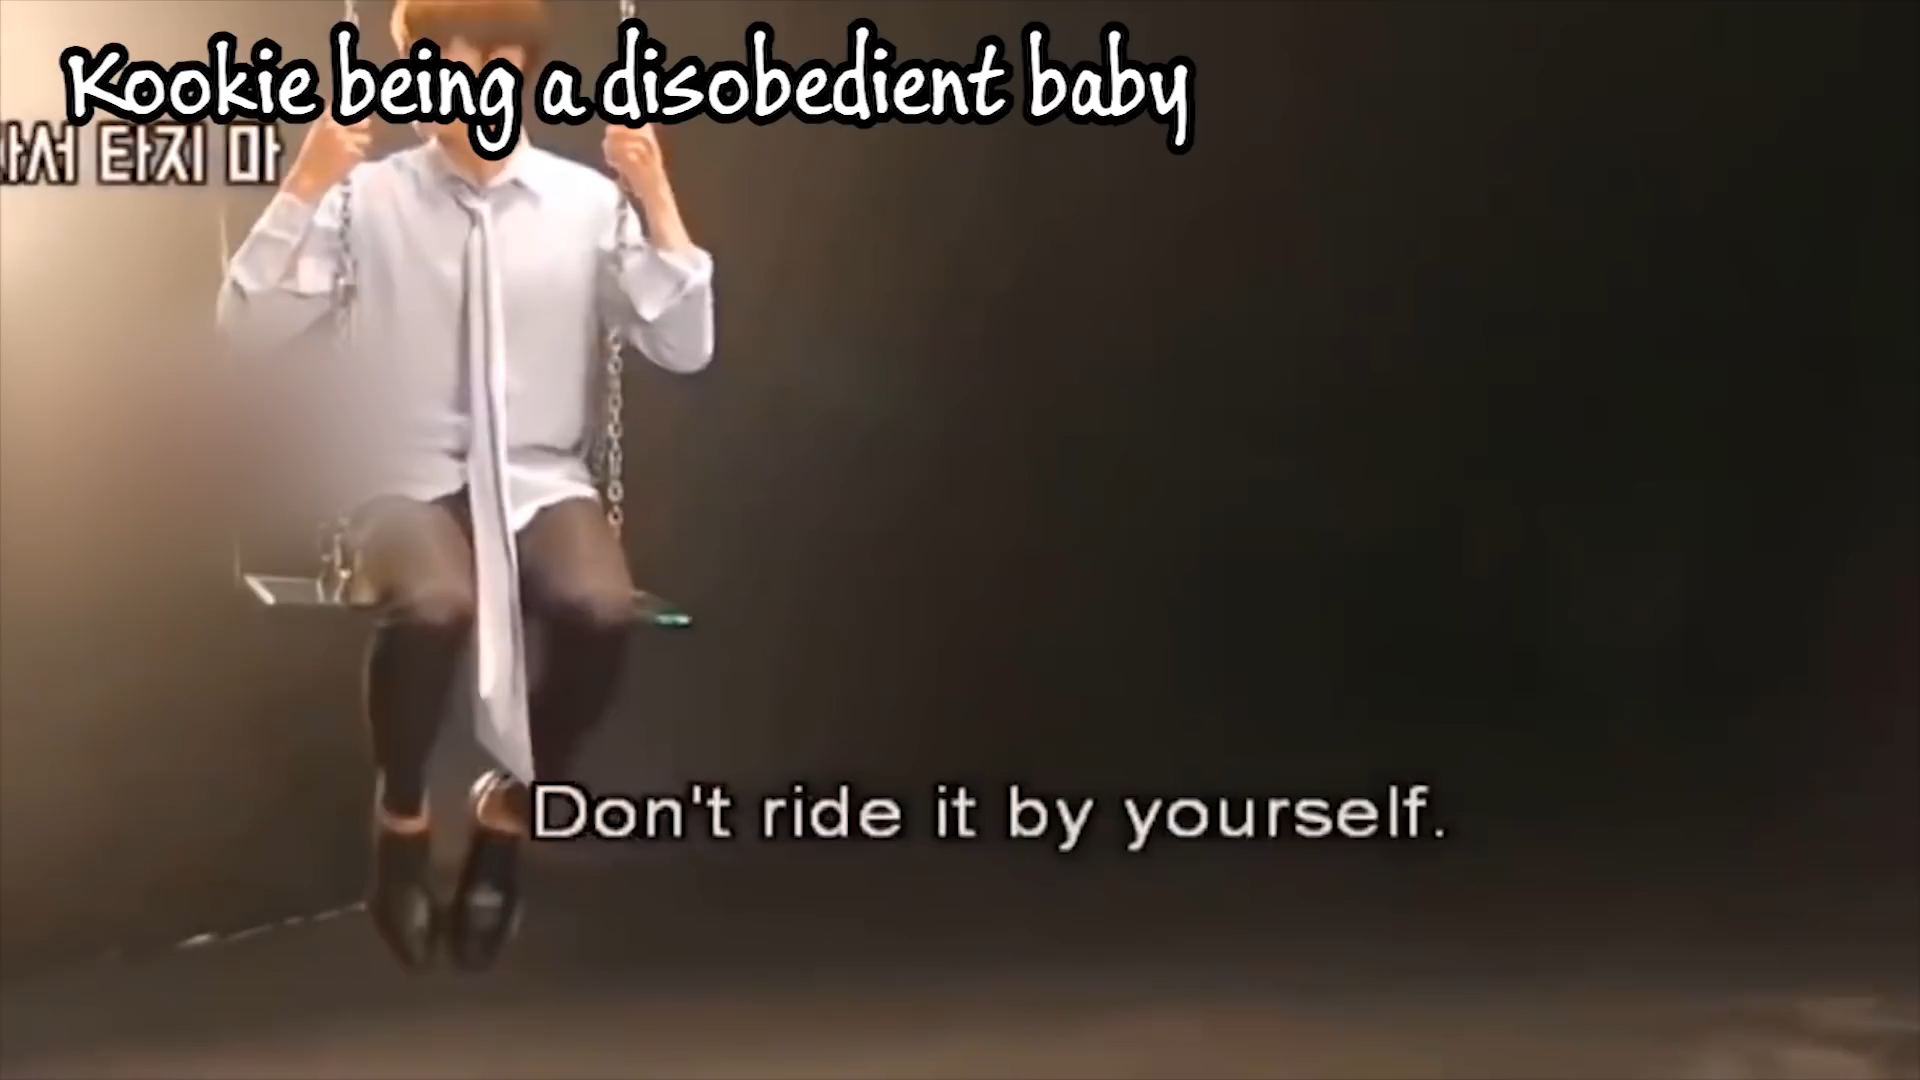 Kookie being a disobedient baby
타지 마
Don't ride it by yourself.